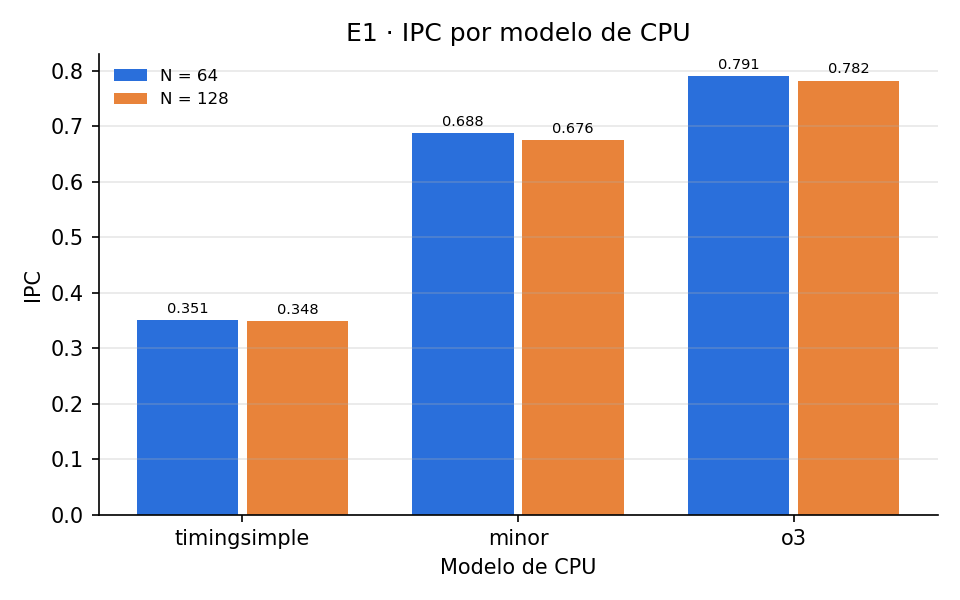 E1 · IPC por modelo de CPU
N = 64
N = 128
IPC
0.8
0.7
0.6
0.5
0.4
0.3
0.2
0.1
0.0
0.351
0.348
0.688
0.676
0.791
0.782
timingsimple
minor
o3
Modelo de CPU